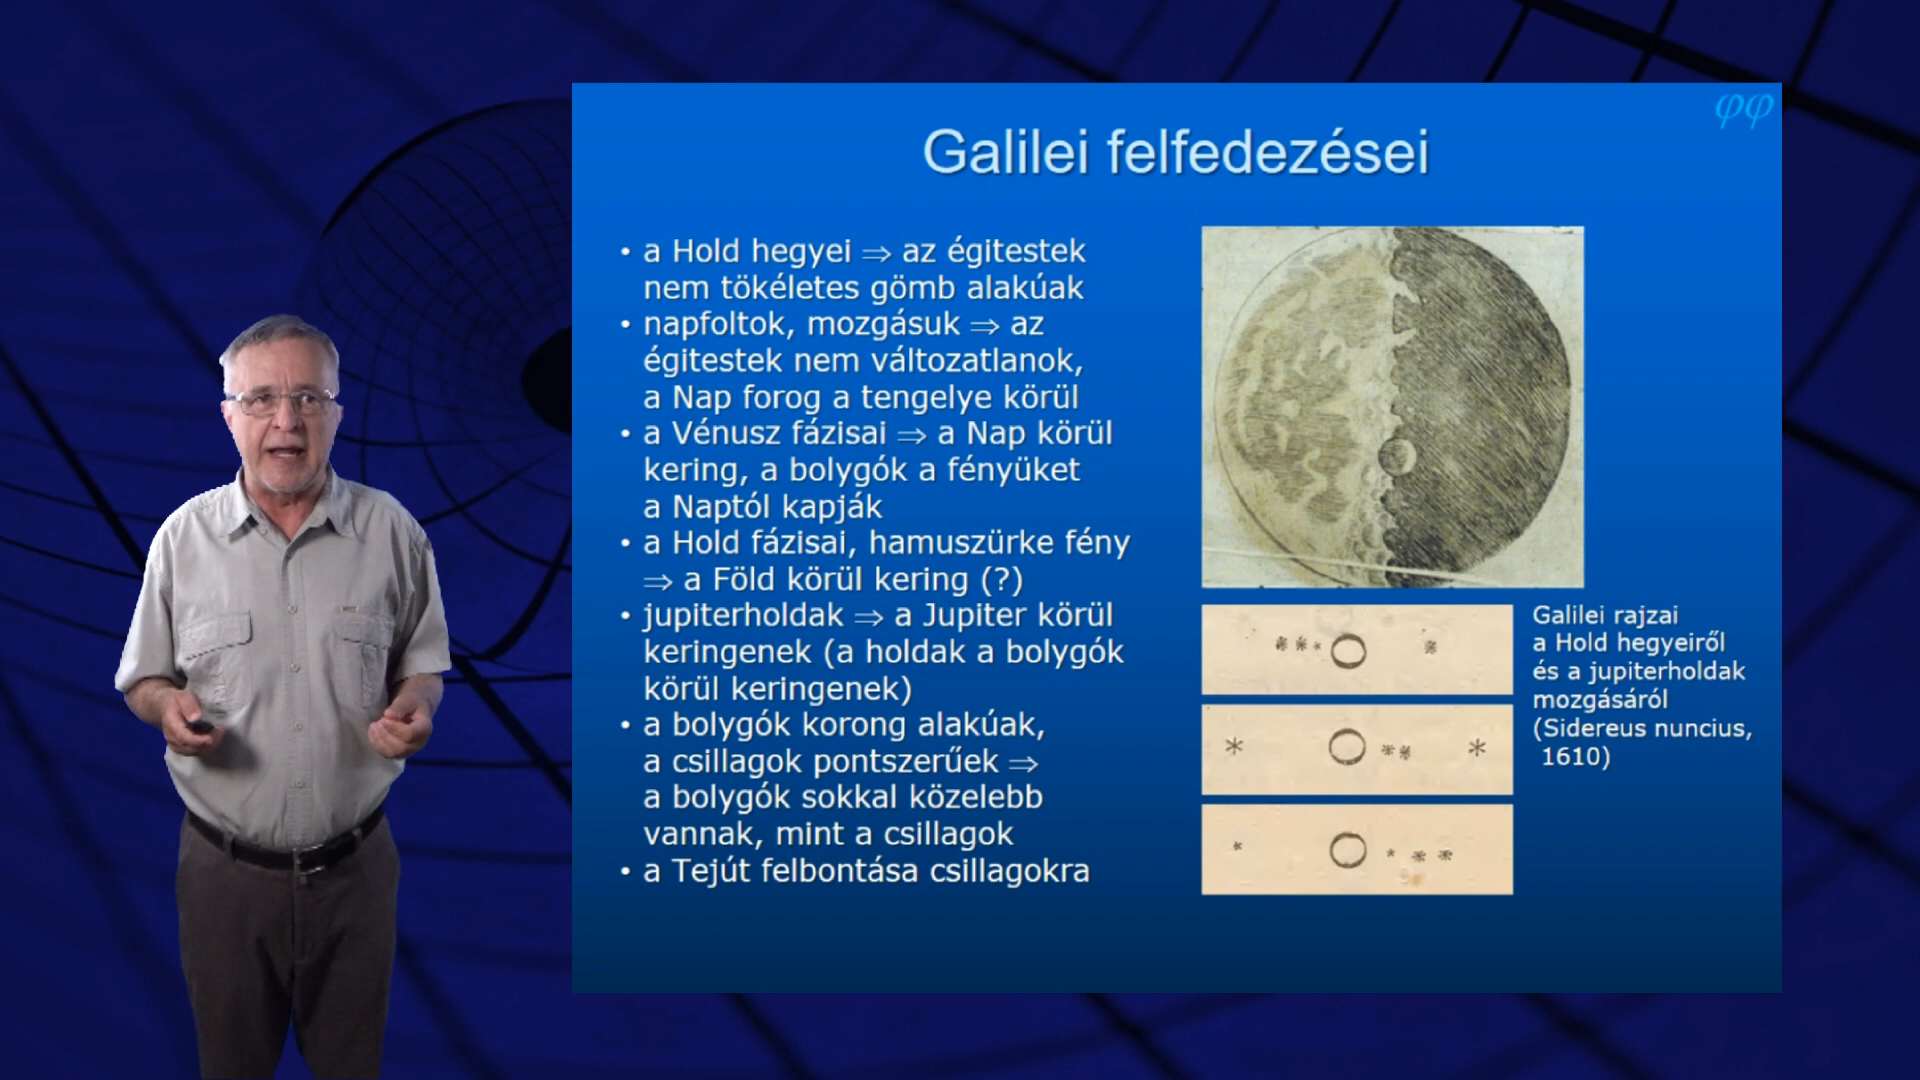 φφ
Galilei felfedezései
• a Hold hegyei ⇒ az égitestek
nem tökéletes gömb alakúak
• napfoltok, mozgásuk ⇒ az
égitestek nem változatlanok,
a Nap forog a tengelye körül
• a Vénusz fázisai ⇒ a Nap körül
kering, a bolygók a fényüket
a Naptól kapják
• a Hold fázisai, hamuszürke fény
⇒ a Föld körül kering (?)
• jupiterholdak ⇒ a Jupiter körül
keringenek (a holdak a bolygók
körül keringenek)
• a bolygók korong alakúak,
a csillagok pontszerűek ⇒
a bolygók sokkal közelebb
vannak, mint a csillagok
• a Tejút felbontása csillagokra
Galilei rajzai
a Hold hegyeiről
és a jupiterholdak
mozgásáról
(Sidereus nuncius,
1610)